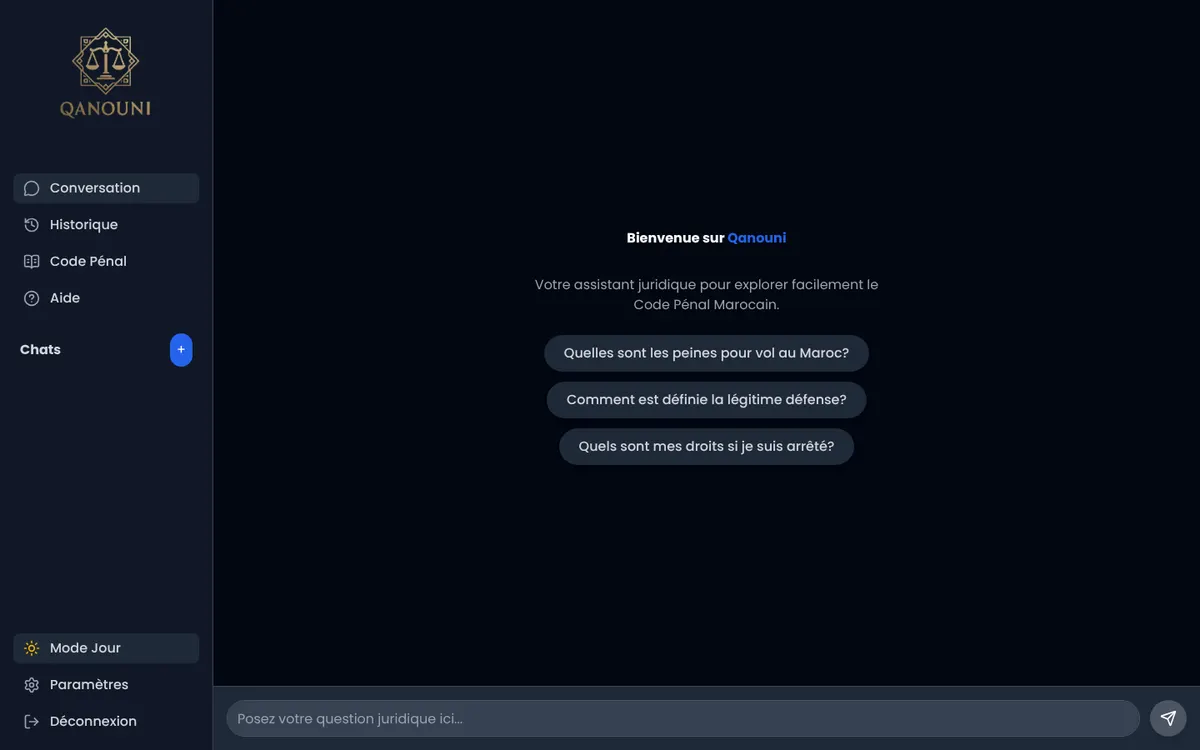 QANOUNI
Conversation
Historique
Code Pénal
Aide
Chats
+
Mode Jour
Paramètres
Déconnexion
Bienvenue sur Qanouni
Votre assistant juridique pour explorer facilement le
Code Pénal Marocain.
Quelles sont les peines pour vol au Maroc?
Comment est définie la légitime défense?
Quels sont mes droits si je suis arrêté?
Posez votre question juridique ici...